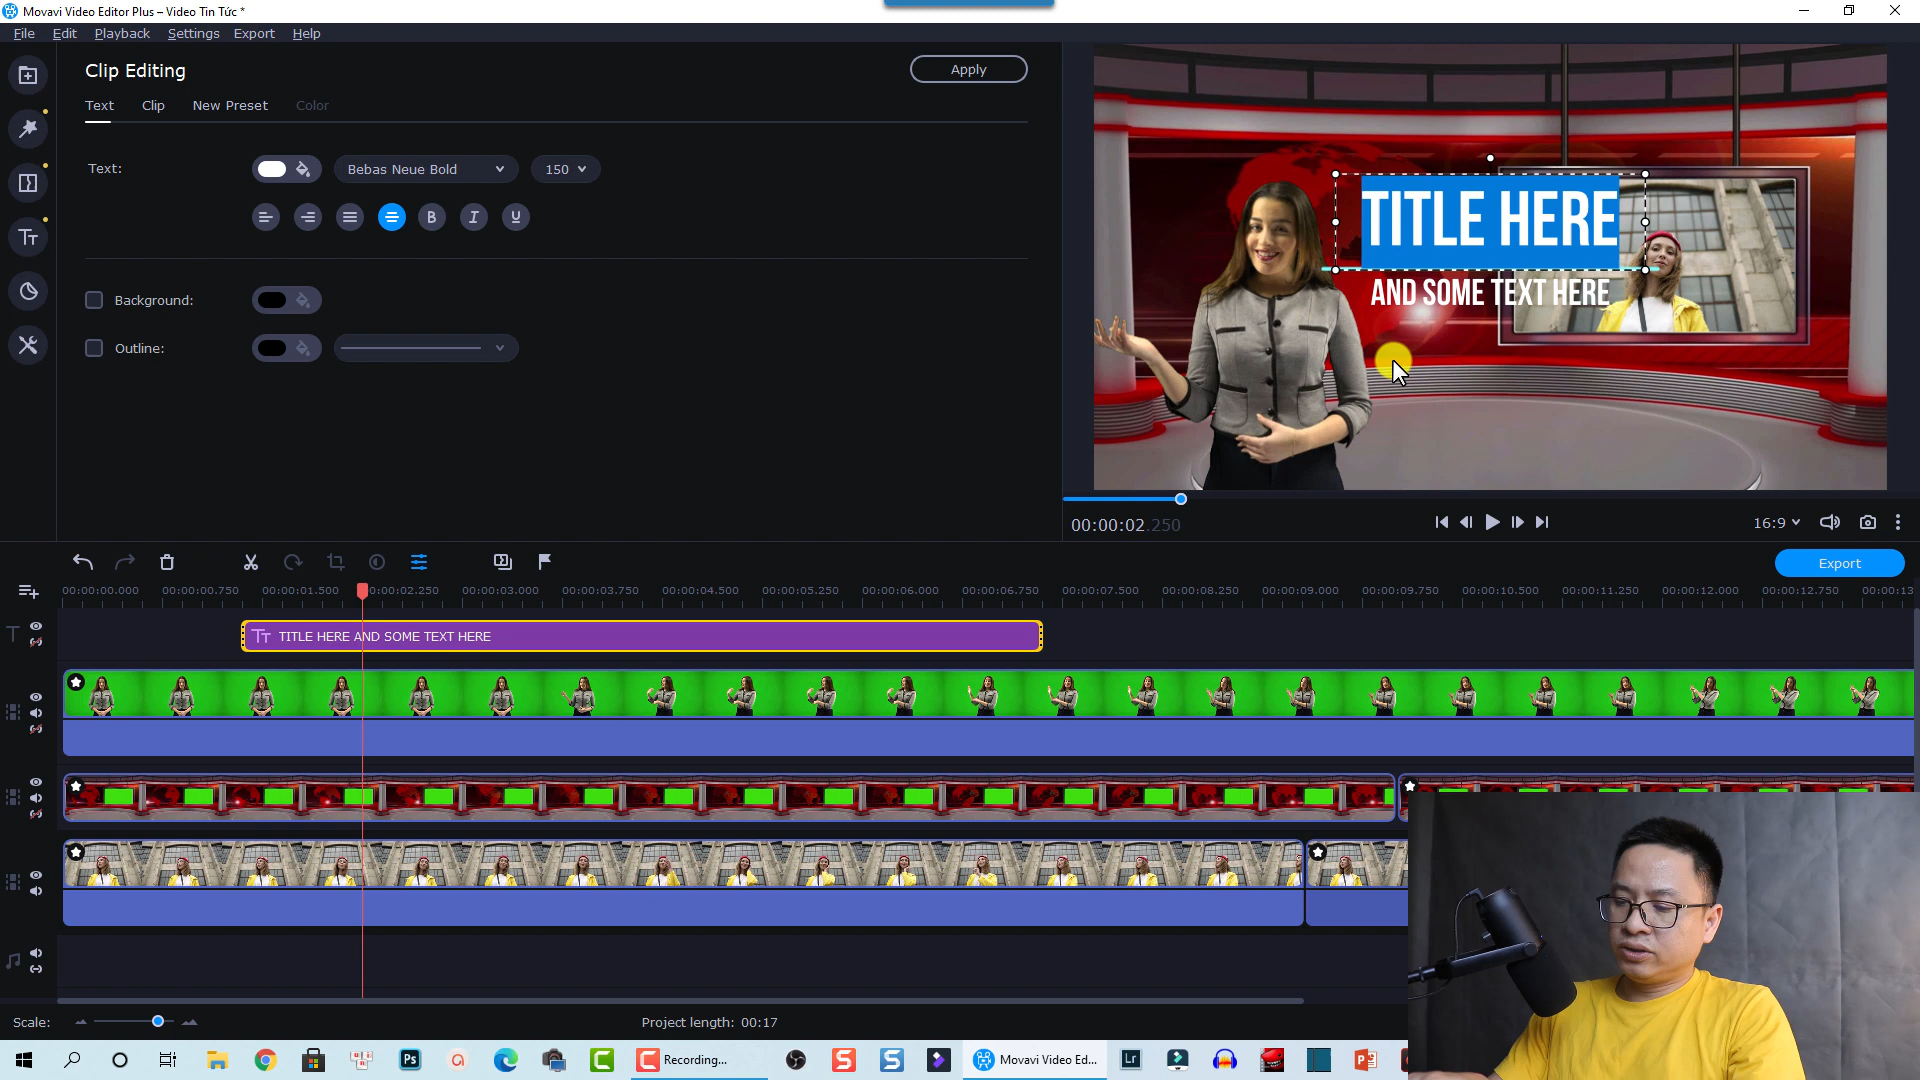 Movavi Video Editor Plus – Video Tin Tức *
File Edit Playback Settings Export Help
Clip Editing
Apply
Text Clip New Preset Color
Text:
Bebas Neue Bold
150
B I U
Background:
Outline:
TITLE HERE
AND SOME TEXT HERE
00:00:02.250
16:9
Export
00:00:00.000 00:00:00.750 00:00:01.500 00:00:02.250 00:00:03.000 00:00:03.750 00:00:04.500 00:00:05.250 00:00:06.000 00:00:06.750 00:00:07.500 00:00:08.250 00:00:09.000 00:00:09.750 00:00:10.500 00:00:11.250 00:00:12.000 00:00:12.750 00:00:13
TITLE HERE AND SOME TEXT HERE
Scale:
Project length: 00:17
Ps
Recording...
S
S
Movavi Video Ed...
Lr